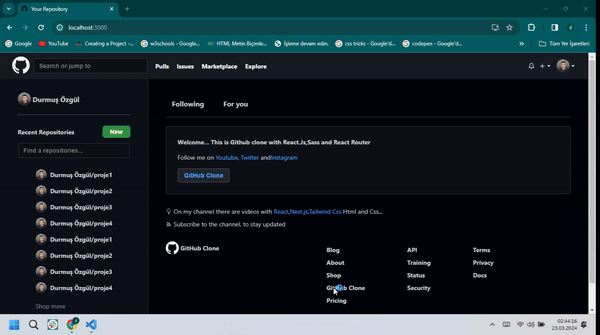 Your Repository
localhost:3000
Google YouTube Creating a Project -... w3schools - Google... HTML Metin Biçimle... İşleme devam edin. css tricks - Google'd... Google codepen - Google'd... Tüm Yer İşaretleri
Search or jump to Pulls Issues Marketplace Explore
Following For you
Durmuş Özgül
Recent Repositories New
Find a repositories...
Welcome... This is Github clone with React.Js,Sass and React Router
Follow me on Youtube, Twitter andInstagram
GitHub Clone
Durmuş Özgül/proje1
Durmuş Özgül/proje2
Durmuş Özgül/proje3
Durmuş Özgül/proje4
Durmuş Özgül/proje1
Durmuş Özgül/proje2
Durmuş Özgül/proje3
Durmuş Özgül/proje4
Shop more
On my channel there are videos with React,Next.js,Tailwind Css Html and Css...
Subscribe to the channel, to stay updated
GitHub Clone
Blog API Terms
About Training Privacy
Shop Status Docs
GitHub Clone Security
Pricing
02:44:16
23.03.2024